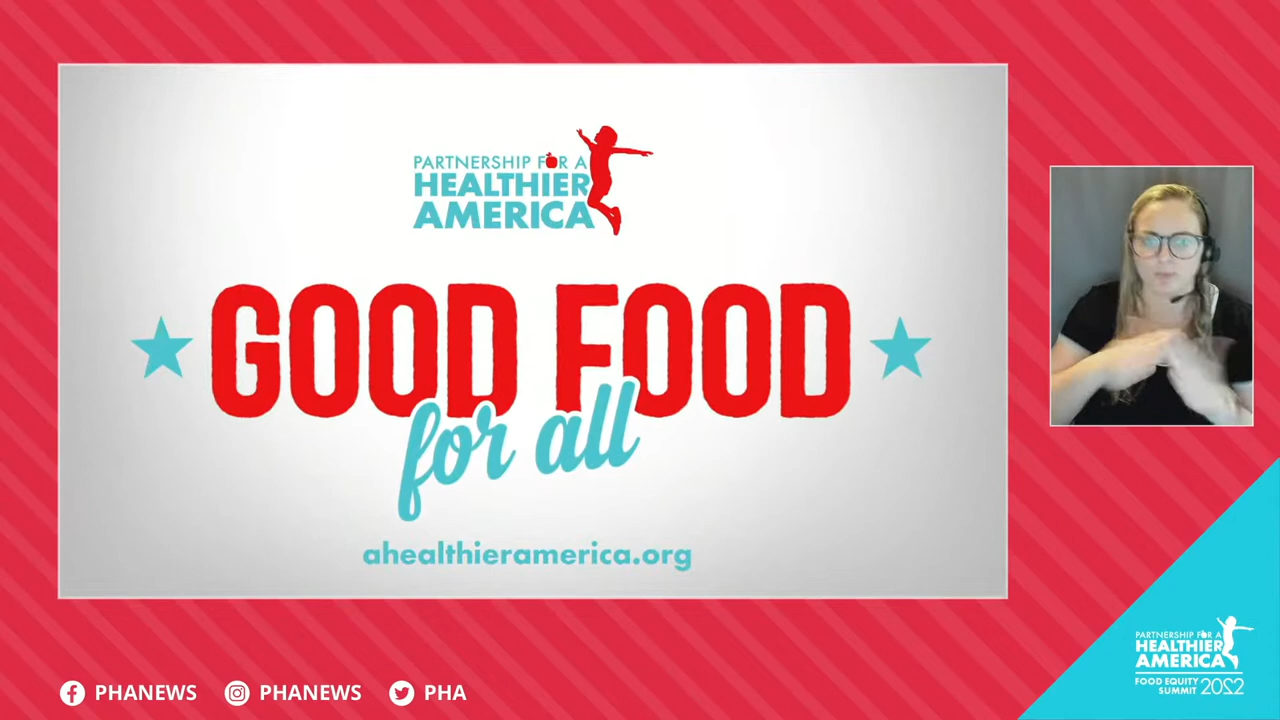 PARTNERSHIP FOR A
HEALTHIER
AMERICA
GOOD FOOD
for all
ahealthieramerica.org
PHANEWS
PHANEWS
PHA
PARTNERSHIP FOR A
HEALTHIER
AMERICA
FOOD EQUITY
SUMMIT 2022